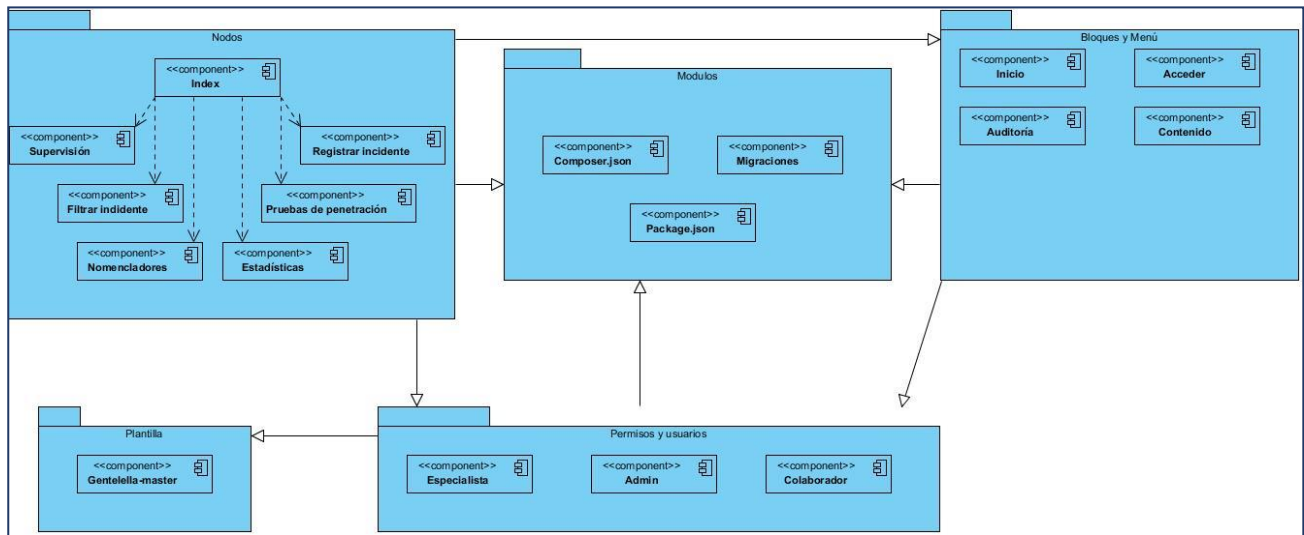 Nodos
<<component>>
Index
<<component>>
Supervisión
<<component>>
Registrar incidente
<<component>>
Filtrar indidente
<<component>>
Pruebas de penetración
<<component>>
Nomencladores
<<component>>
Estadísticas
Modulos
<<component>>
Composer.json
<<component>>
Migraciones
<<component>>
Package.json
Bloques y Menú
<<component>>
Inicio
<<component>>
Acceder
<<component>>
Auditoría
<<component>>
Contenido
Plantilla
<<component>>
Gentelella-master
Permisos y usuarios
<<component>>
Especialista
<<component>>
Admin
<<component>>
Colaborador